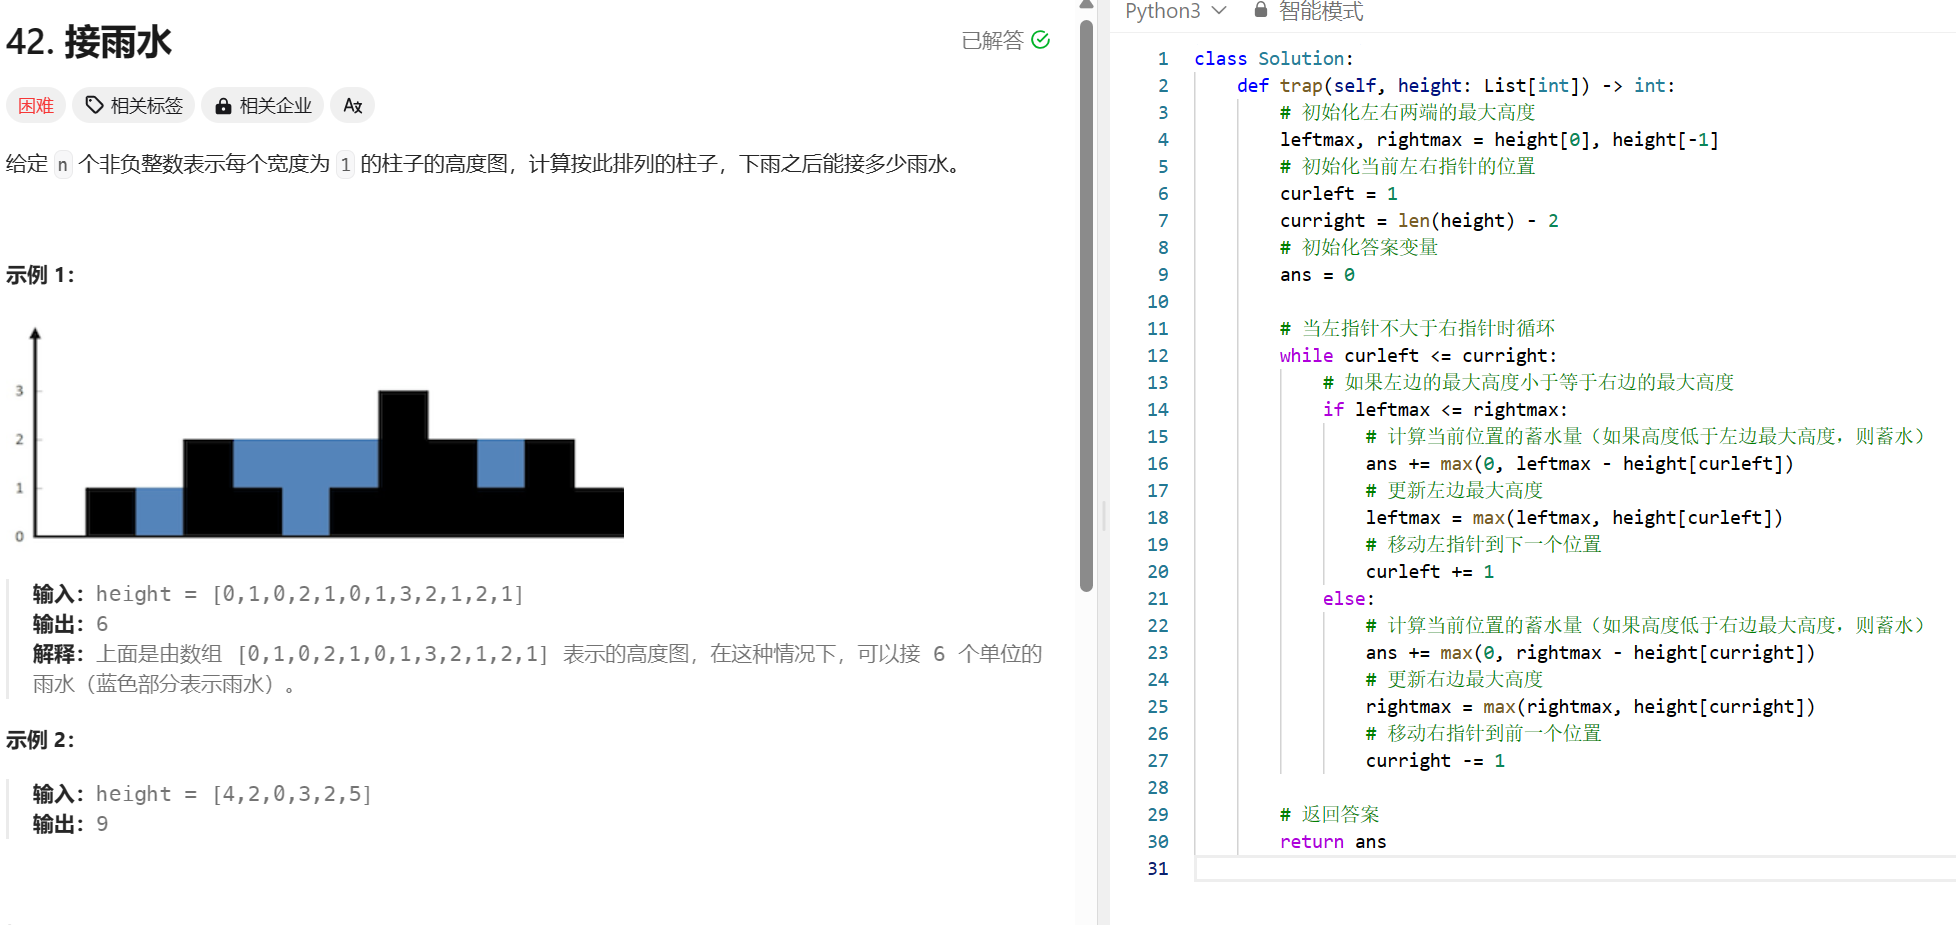 42. 接雨水
已解答
困难 相关标签 相关企业 Az
给定 n 个非负整数表示每个宽度为 1 的柱子的高度图，计算按此排列的柱子，下雨之后能接多少雨水。
示例 1：
3
2
1
0
输入：height = [0,1,0,2,1,0,1,3,2,1,2,1]
输出：6
解释：上面是由数组 [0,1,0,2,1,0,1,3,2,1,2,1] 表示的高度图，在这种情况下，可以接 6 个单位的
雨水（蓝色部分表示雨水）。
示例 2：
输入：height = [4,2,0,3,2,5]
输出：9
Python3 智能模式
1 class Solution:
2     def trap(self, height: List[int]) -> int:
3         # 初始化左右两端的最大高度
4         leftmax, rightmax = height[0], height[-1]
5         # 初始化当前左右指针的位置
6         curleft = 1
7         curright = len(height) - 2
8         # 初始化答案变量
9         ans = 0
10
11         # 当左指针不大于右指针时循环
12         while curleft <= curright:
13             # 如果左边的最大高度小于等于右边的最大高度
14             if leftmax <= rightmax:
15                 # 计算当前位置的蓄水量（如果高度低于左边最大高度，则蓄水）
16                 ans += max(0, leftmax - height[curleft])
17                 # 更新左边最大高度
18                 leftmax = max(leftmax, height[curleft])
19                 # 移动左指针到下一个位置
20                 curleft += 1
21             else:
22                 # 计算当前位置的蓄水量（如果高度低于右边最大高度，则蓄水）
23                 ans += max(0, rightmax - height[curright])
24                 # 更新右边最大高度
25                 rightmax = max(rightmax, height[curright])
26                 # 移动右指针到前一个位置
27                 curright -= 1
28
29         # 返回答案
30         return ans
31